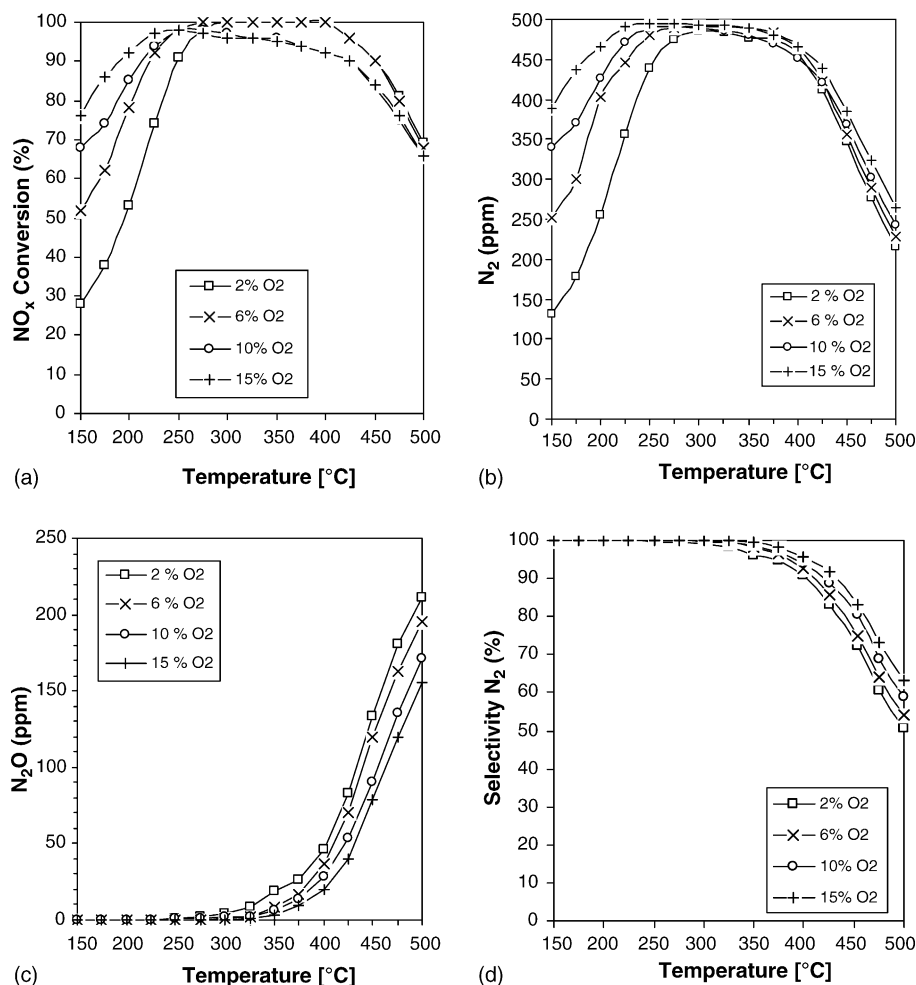 100
90
80
70
60
50
40
30
20
10
0
NOx Conversion (%)
2% O2
6% O2
10% O2
15% O2
150 200 250 300 350 400 450 500
(a)
Temperature [°C]
500
450
400
350
300
250
200
150
100
50
0
N2 (ppm)
2 % O2
6 % O2
10 % O2
15 % O2
150 200 250 300 350 400 450 500
(b)
Temperature [°C]
250
200
150
100
50
0
N2O (ppm)
2 % O2
6 % O2
10 % O2
15 % O2
150 200 250 300 350 400 450 500
(c)
Temperature [°C]
100
90
80
70
60
50
40
30
20
10
0
Selectivity N2 (%)
2% O2
6% O2
10% O2
15% O2
150 200 250 300 350 400 450 500
(d)
Temperature [°C]